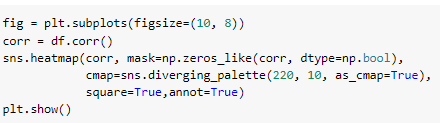 fig = plt.subplots(figsize=(10, 8))
corr = df.corr()
sns.heatmap(corr, mask=np.zeros_like(corr, dtype=np.bool),
            cmap=sns.diverging_palette(220, 10, as_cmap=True),
            square=True,annot=True)
plt.show()